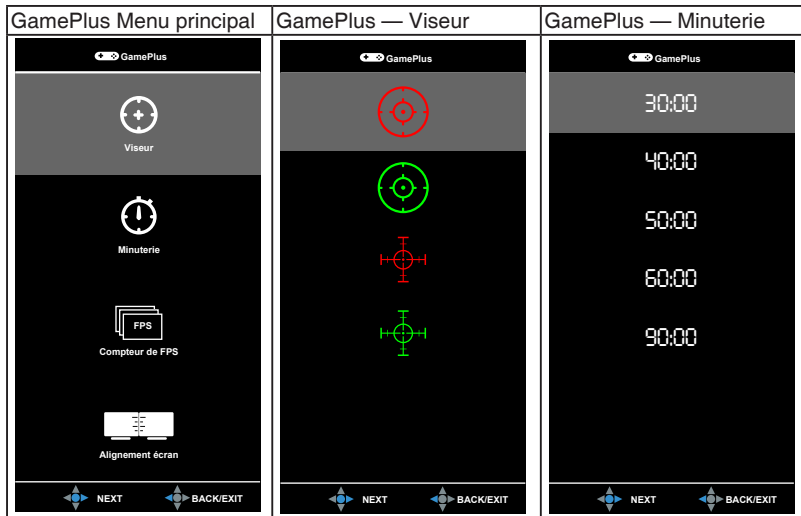 GamePlus Menu principal
GamePlus
Viseur
Minuterie
FPS
Compteur de FPS
Alignement écran
NEXT BACK/EXIT
GamePlus — Viseur
GamePlus
NEXT BACK/EXIT
GamePlus — Minuterie
GamePlus
30:00
40:00
50:00
60:00
90:00
NEXT BACK/EXIT